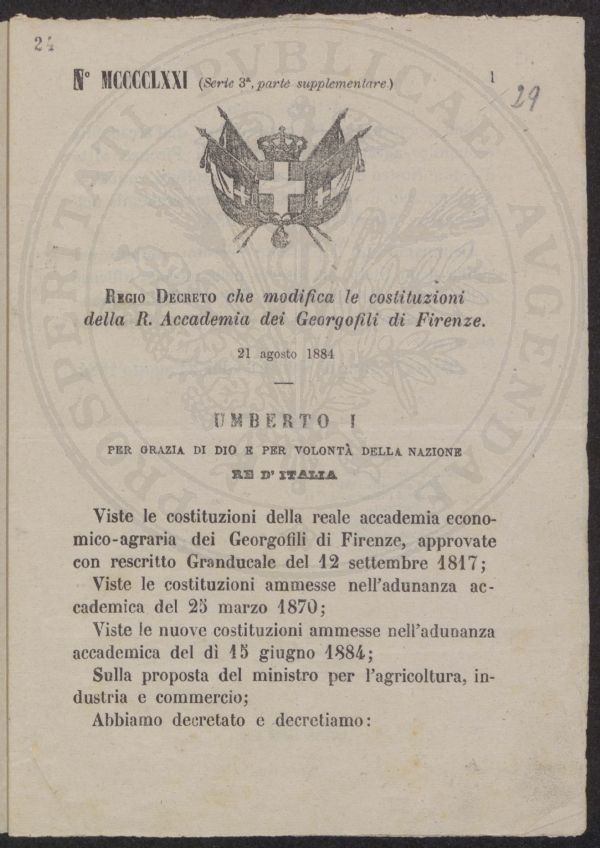 24
N° MCCCCLXXI (Serie 3ª, parte supplementare)
1
29
PROSPERITATI PVBLICAE AVGENDAE
REGIO DECRETO che modifica le costituzioni
della R. Accademia dei Georgofili di Firenze.
21 agosto 1884
UMBERTO I
PER GRAZIA DI DIO E PER VOLONTÀ DELLA NAZIONE
RE D'ITALIA
Viste le costituzioni della reale accademia econo-
mico-agraria dei Georgofili di Firenze, approvate
con rescritto Granducale del 12 settembre 1817;
Viste le costituzioni ammesse nell'adunanza ac-
cademica del 25 marzo 1870;
Viste le nuove costituzioni ammesse nell'adunanza
accademica del dì 15 giugno 1884;
Sulla proposta del ministro per l'agricoltura, in-
dustria e commercio;
Abbiamo decretato e decretiamo: